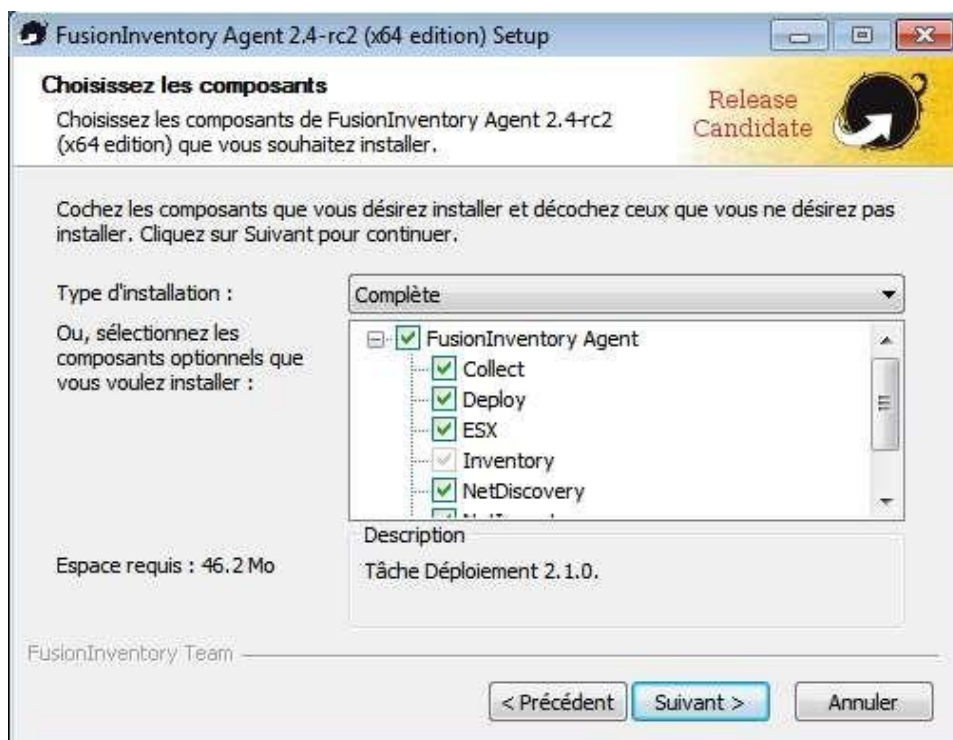 FusionInventory Agent 2.4-rc2 (x64 edition) Setup
Choisissez les composants
Choisissez les composants de FusionInventory Agent 2.4-rc2
(x64 edition) que vous souhaitez installer.
Release
Candidate
Cochez les composants que vous désirez installer et décochez ceux que vous ne désirez pas
installer. Cliquez sur Suivant pour continuer.
Type d'installation :
Complète
Ou, sélectionnez les
composants optionnels que
vous voulez installer :
FusionInventory Agent
Collect
Deploy
ESX
Inventory
NetDiscovery
Espace requis : 46.2 Mo
Description
Tâche Déploiement 2.1.0.
FusionInventory Team
< Précédent
Suivant >
Annuler